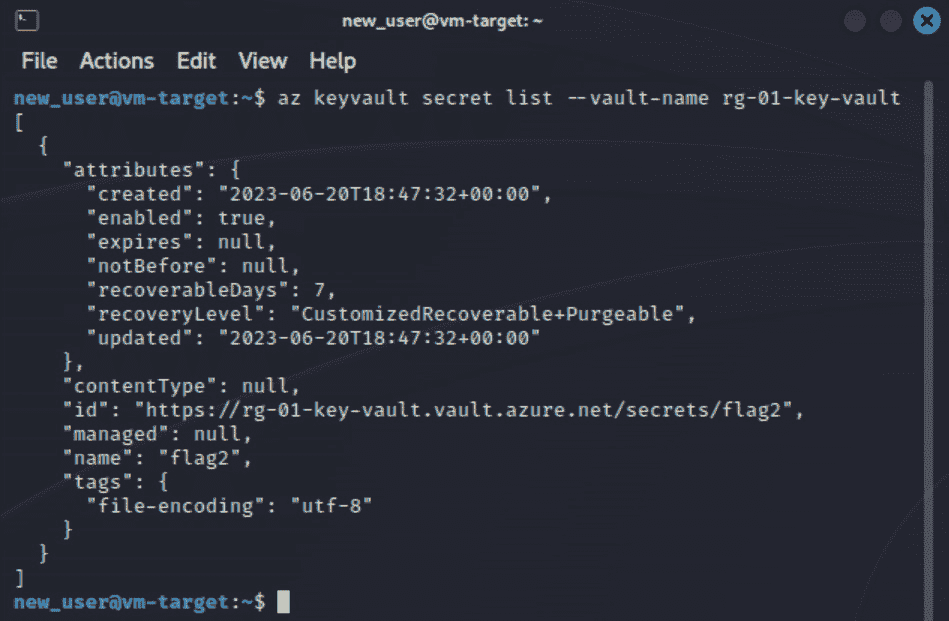 new_user@vm-target: ~
File Actions Edit View Help
new_user@vm-target:~$ az keyvault secret list --vault-name rg-01-key-vault
[
  {
    "attributes": {
      "created": "2023-06-20T18:47:32+00:00",
      "enabled": true,
      "expires": null,
      "notBefore": null,
      "recoverableDays": 7,
      "recoveryLevel": "CustomizedRecoverable+Purgeable",
      "updated": "2023-06-20T18:47:32+00:00"
    },
    "contentType": null,
    "id": "https://rg-01-key-vault.vault.azure.net/secrets/flag2",
    "managed": null,
    "name": "flag2",
    "tags": {
      "file-encoding": "utf-8"
    }
  }
]
new_user@vm-target:~$